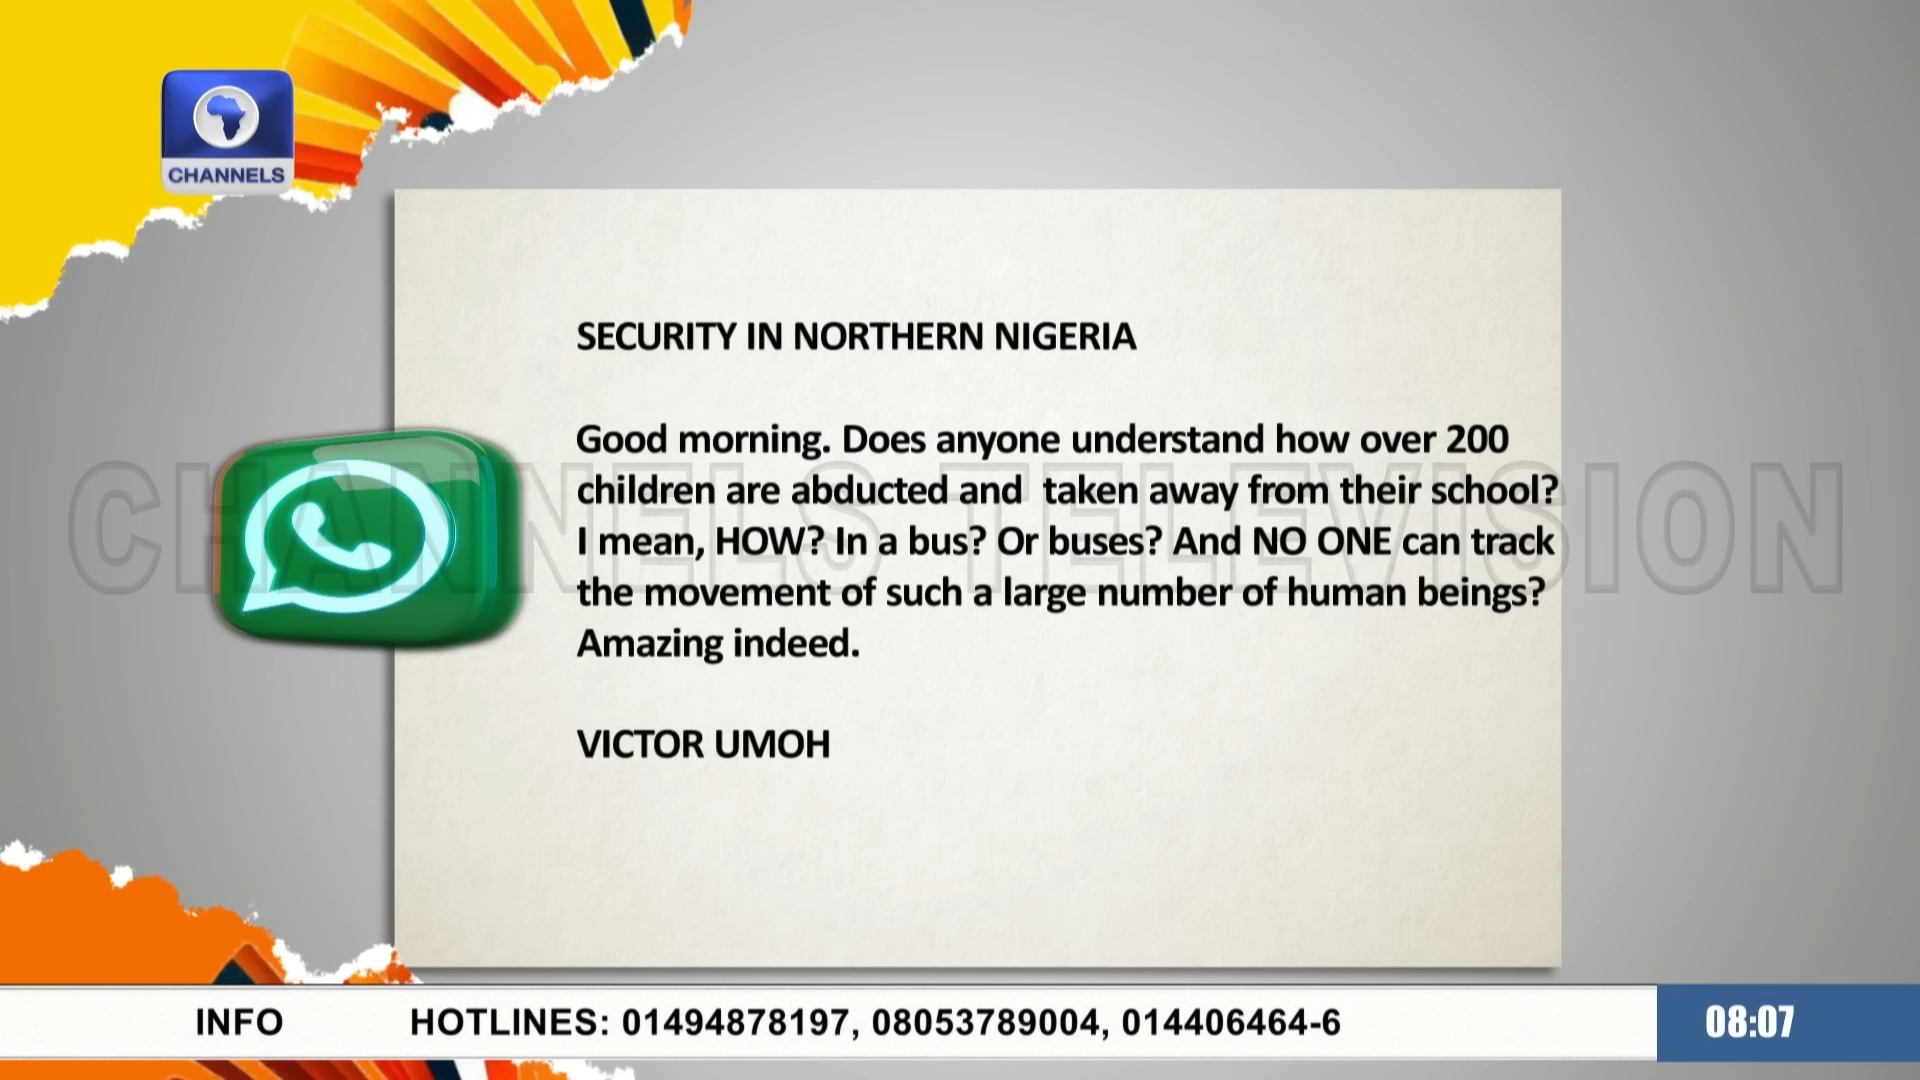 CHANNELS
SECURITY IN NORTHERN NIGERIA
Good morning. Does anyone understand how over 200
children are abducted and  taken away from their school?
I mean, HOW? In a bus? Or buses? And NO ONE can track
the movement of such a large number of human beings?
Amazing indeed.
VICTOR UMOH
CHANNELS TELEVISION
INFO
HOTLINES: 01494878197, 08053789004, 014406464-6
08:07